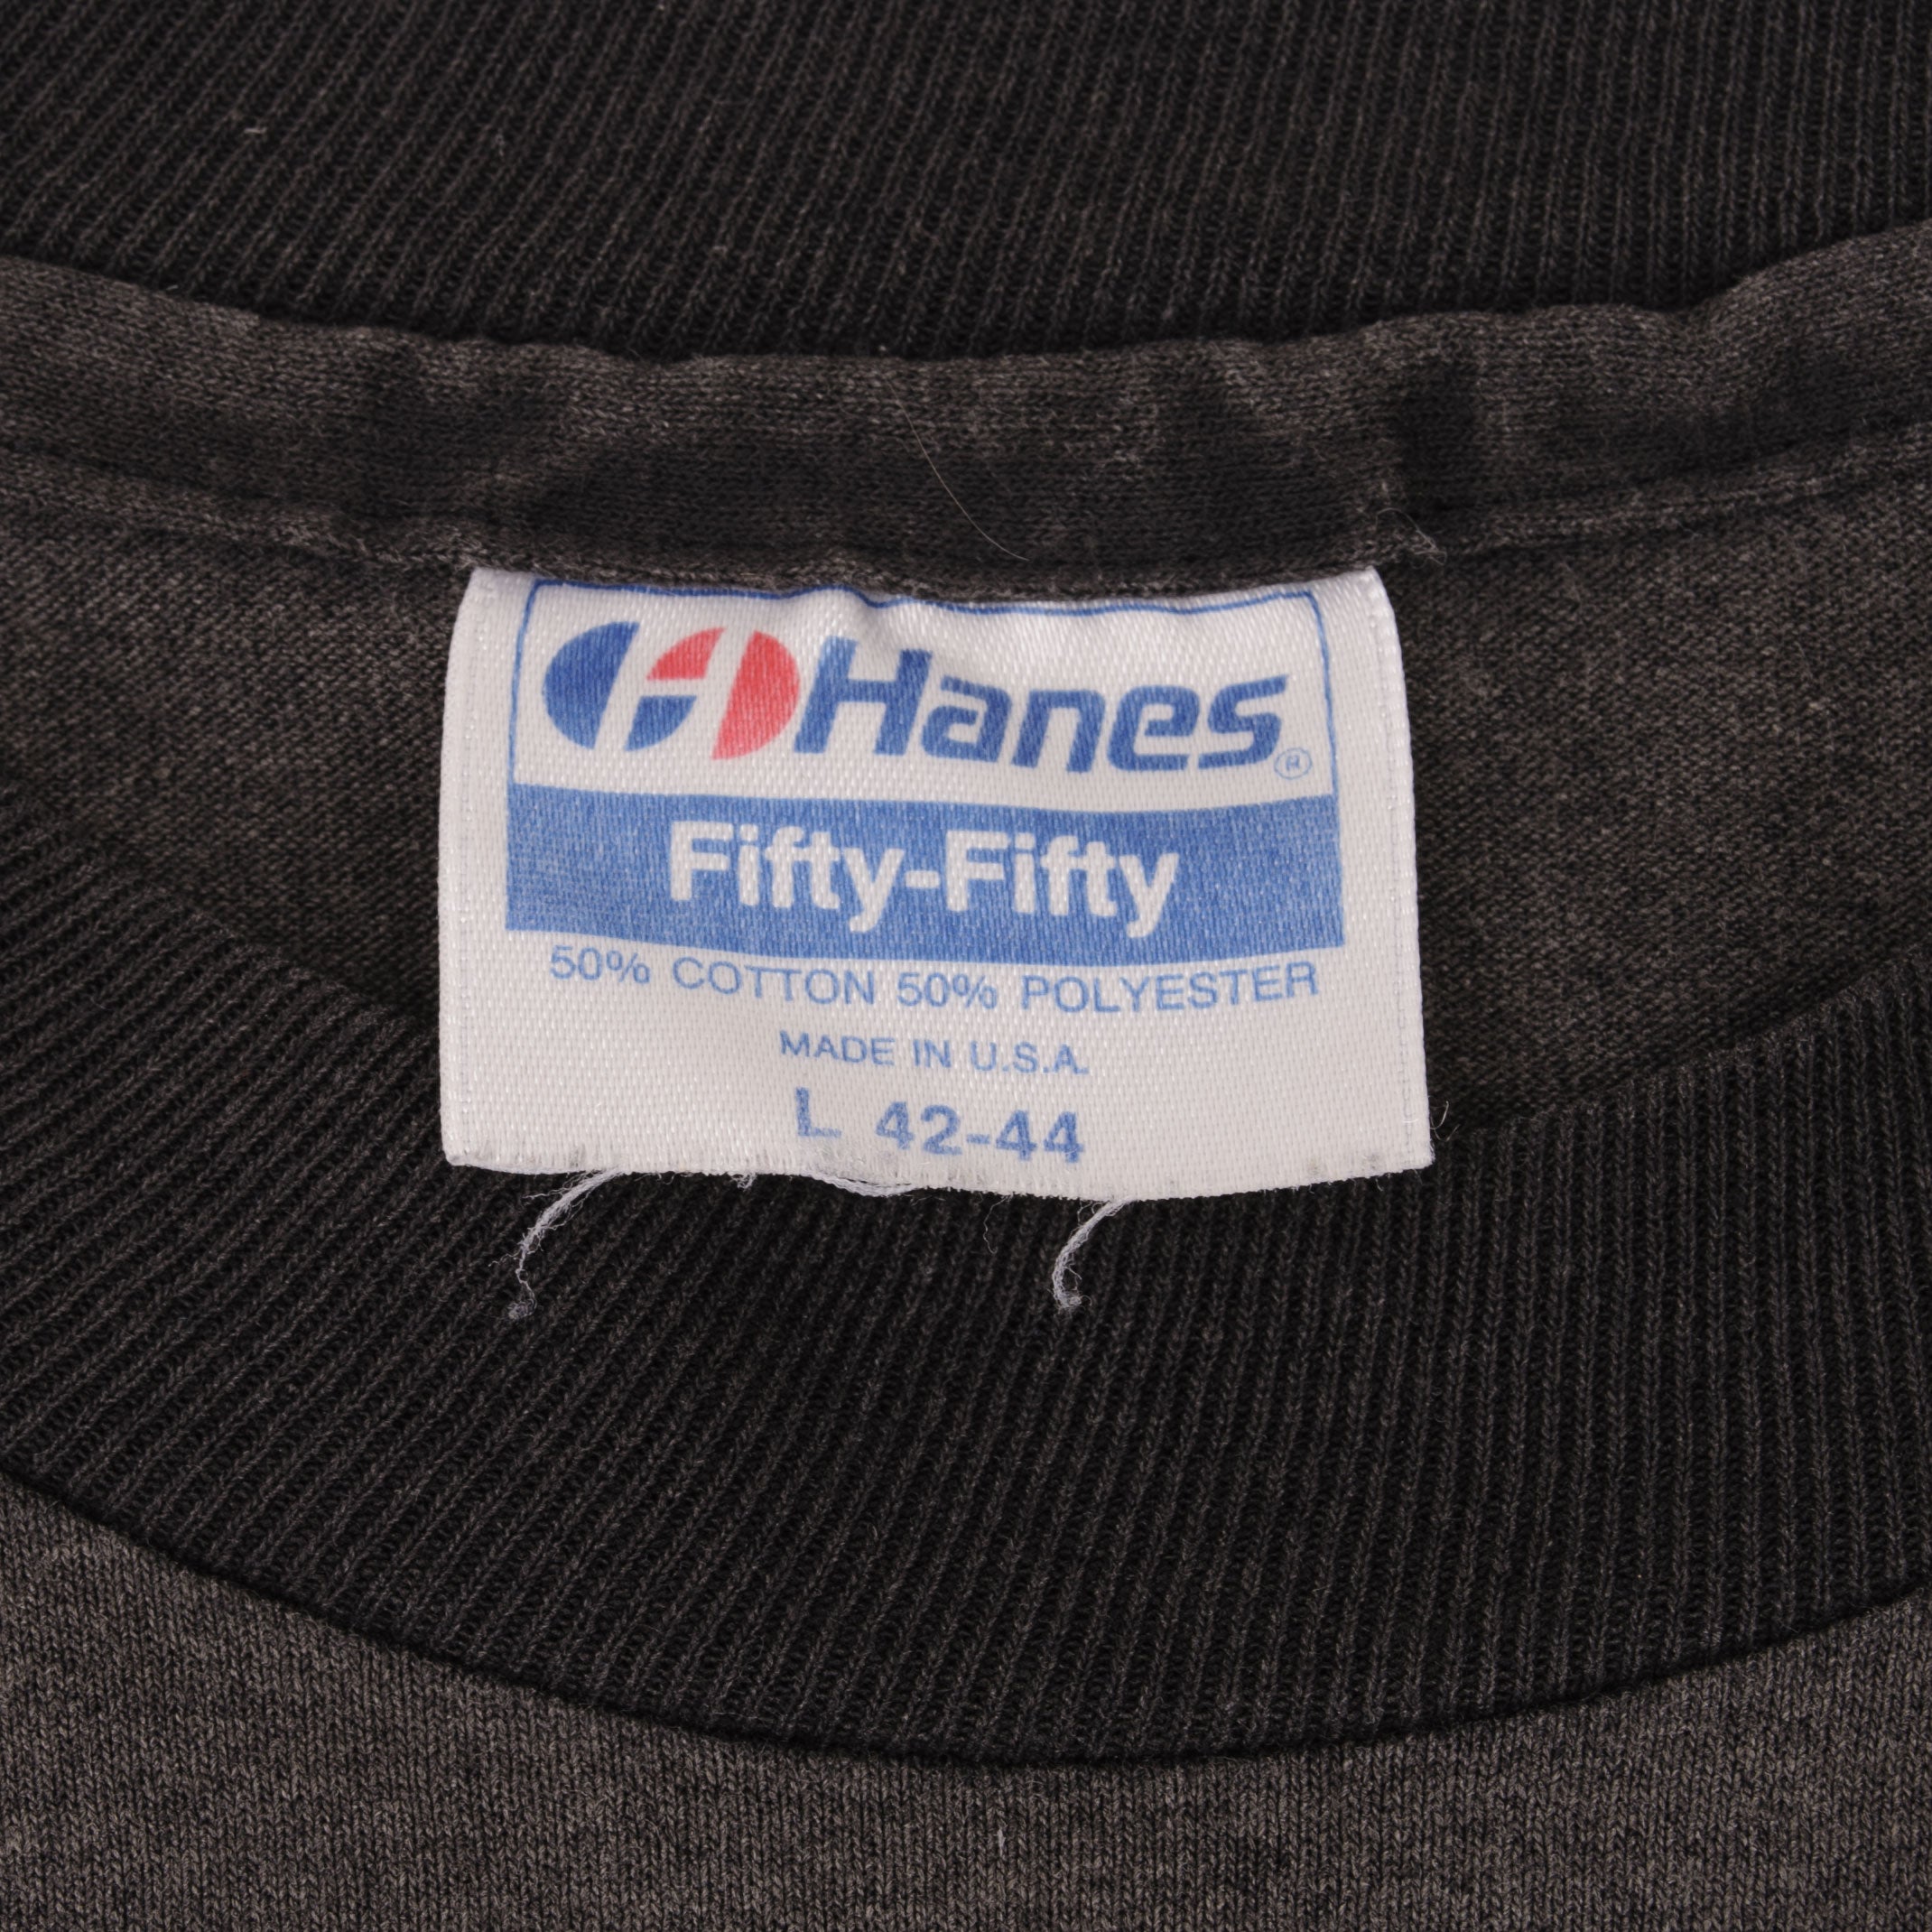 Hanes®
Fifty-Fifty
50% COTTON 50% POLYESTER
MADE IN U.S.A.
L 42-44